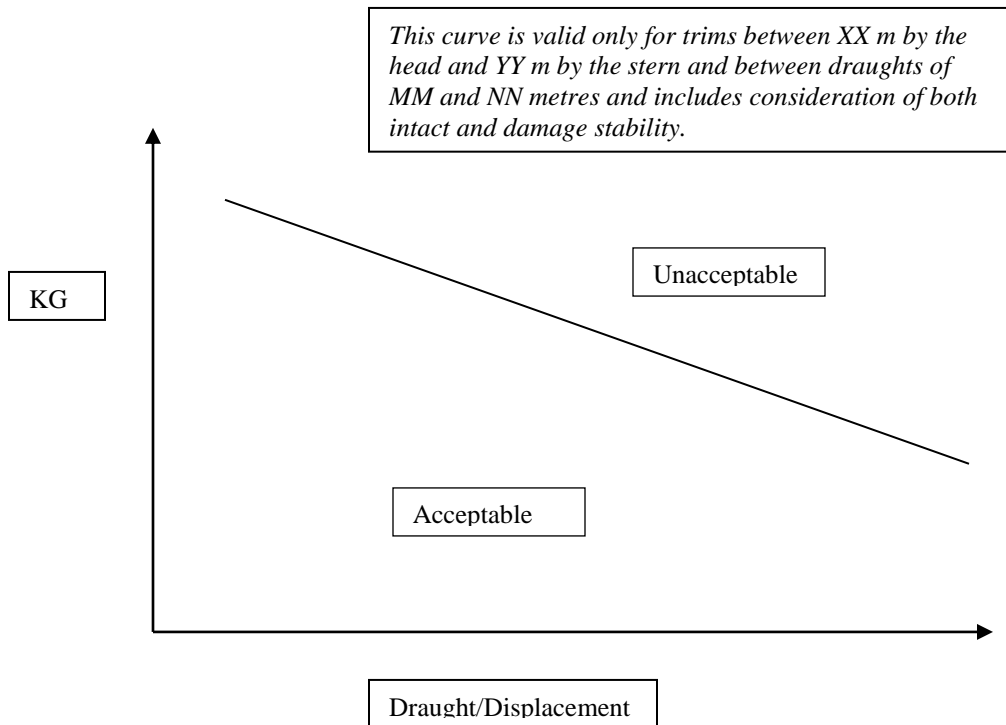 This curve is valid only for trims between XX m by the
head and YY m by the stern and between draughts of
MM and NN metres and includes consideration of both
intact and damage stability.
Unacceptable
KG
Acceptable
Draught/Displacement